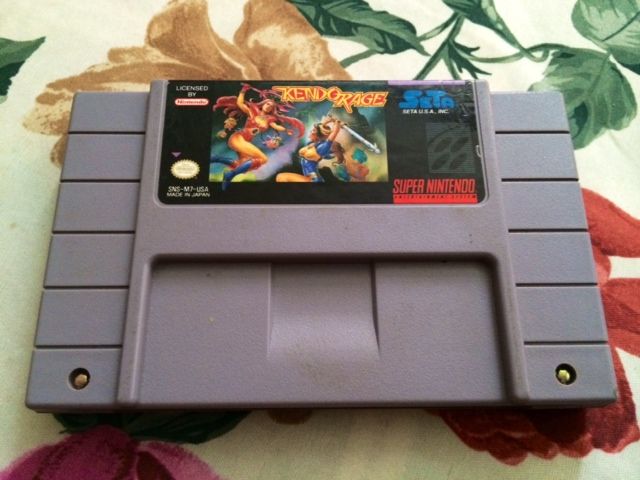 LICENSED
BY
Nintendo
KENDO RAGE
SETA
SETA U.S.A., INC.
SNS-M7-USA
MADE IN JAPAN
SUPER NINTENDO
ENTERTAINMENT SYSTEM